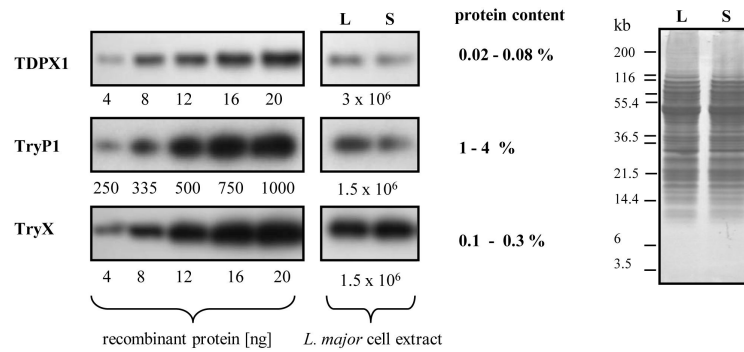 L S
TDPX1
4 8 12 16 20
3 x 10⁶
TryP1
250 335 500 750 1000
1.5 x 10⁶
TryX
4 8 12 16 20
1.5 x 10⁶
recombinant protein [ng]
L. major cell extract
protein content
0.02 - 0.08 %
1 - 4 %
0.1 - 0.3 %
kb
L S
200
116
55.4
36.5
21.5
14.4
6
3.5